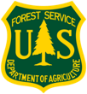 FOREST SERVICE
U S
DEPARTMENT OF AGRICULTURE